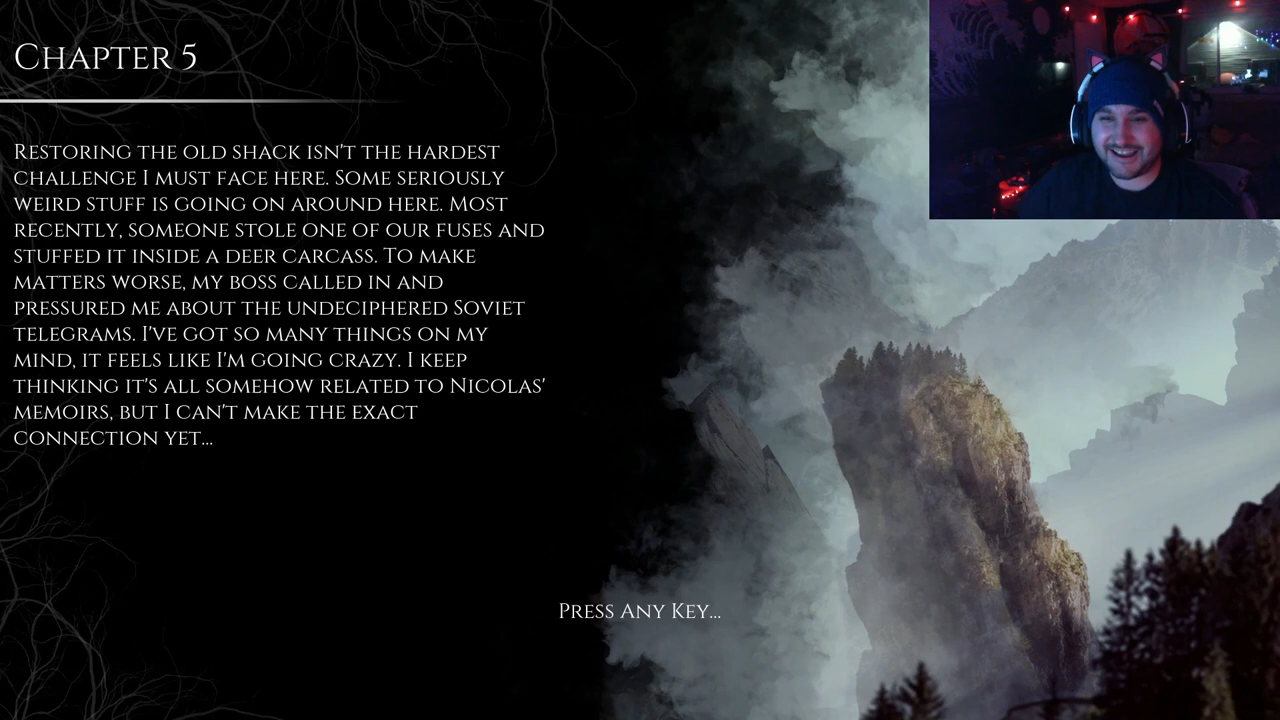 Chapter 5
Restoring the old shack isn't the hardest
challenge I must face here. Some seriously
weird stuff is going on around here. Most
recently, someone stole one of our fuses and
stuffed it inside a deer carcass. To make
matters worse, my boss called in and
pressured me about the undeciphered Soviet
telegrams. I've got so many things on my
mind, it feels like I'm going crazy. I keep
thinking it's all somehow related to Nicolas'
memoirs, but I can't make the exact
connection yet...
Press Any Key...